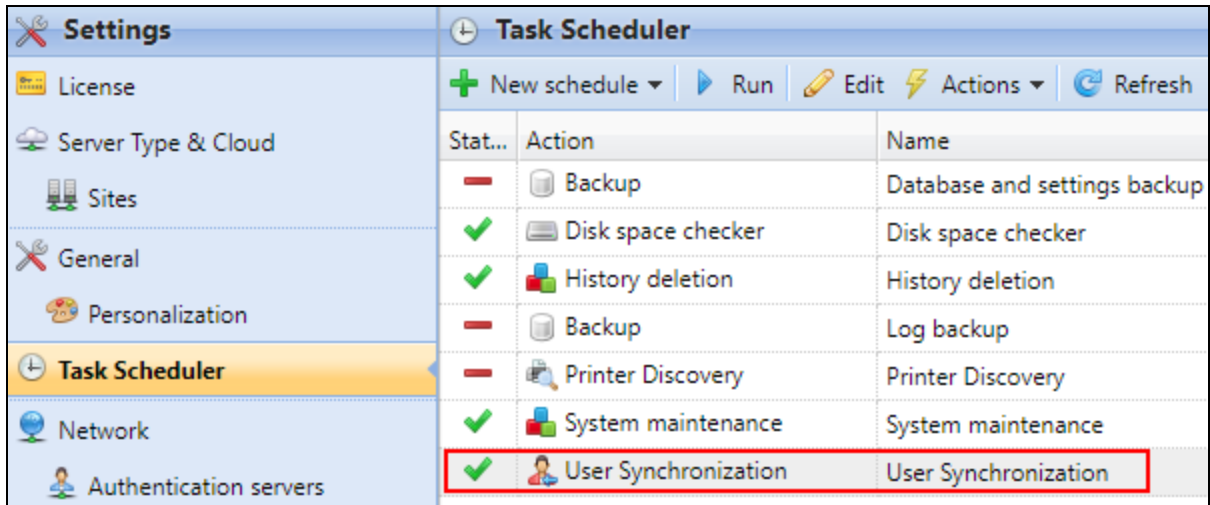 Settings
License
Server Type & Cloud
Sites
General
Personalization
Task Scheduler
Network
Authentication servers
Task Scheduler
New schedule Run Edit Actions Refresh
Stat... Action Name
Backup Database and settings backup
Disk space checker Disk space checker
History deletion History deletion
Backup Log backup
Printer Discovery Printer Discovery
System maintenance System maintenance
User Synchronization User Synchronization